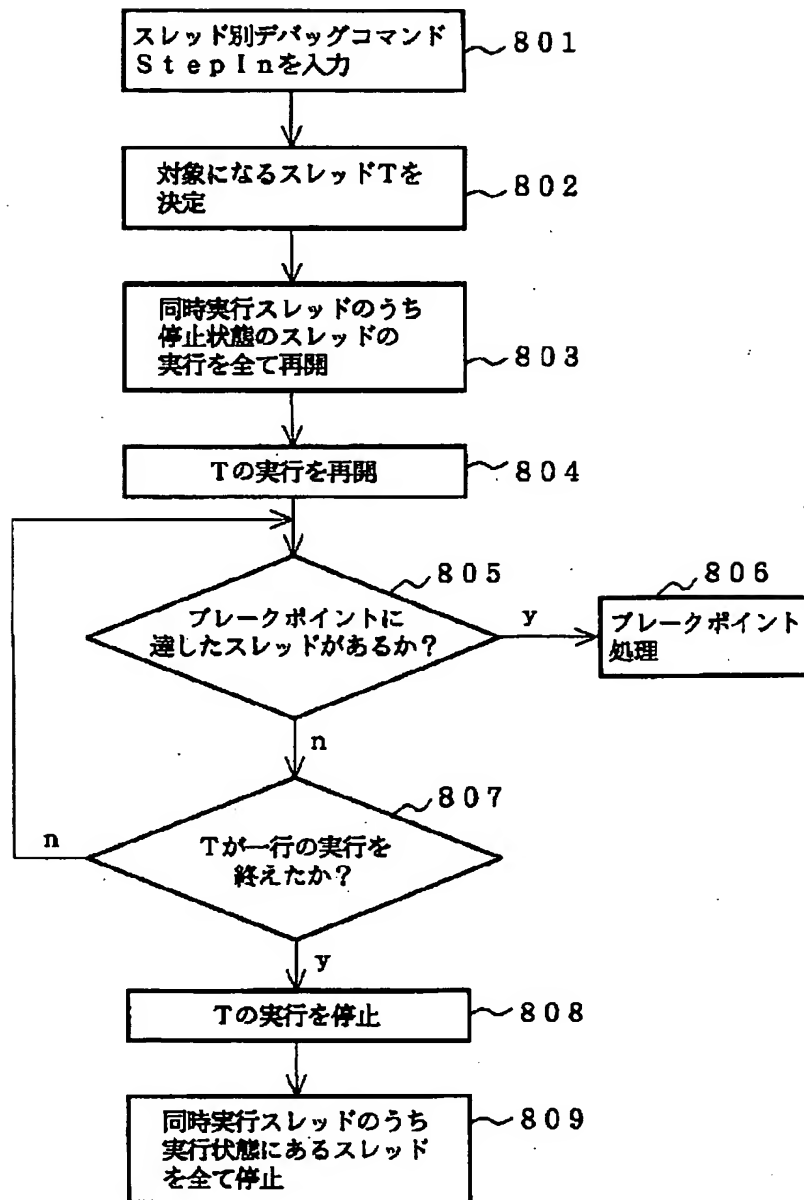 スレッド別デバッグコマンド
ＳｔｅｐＩｎを入力
801
対象になるスレッドＴを
決定
802
同時実行スレッドのうち
停止状態のスレッドの
実行を全て再開
803
Ｔの実行を再開
804
805
ブレークポイントに
達したスレッドがあるか？
y
806
ブレークポイント
処理
n
807
Ｔが一行の実行を
終えたか？
n
y
Ｔの実行を停止
808
同時実行スレッドのうち
実行状態にあるスレッド
を全て停止
809